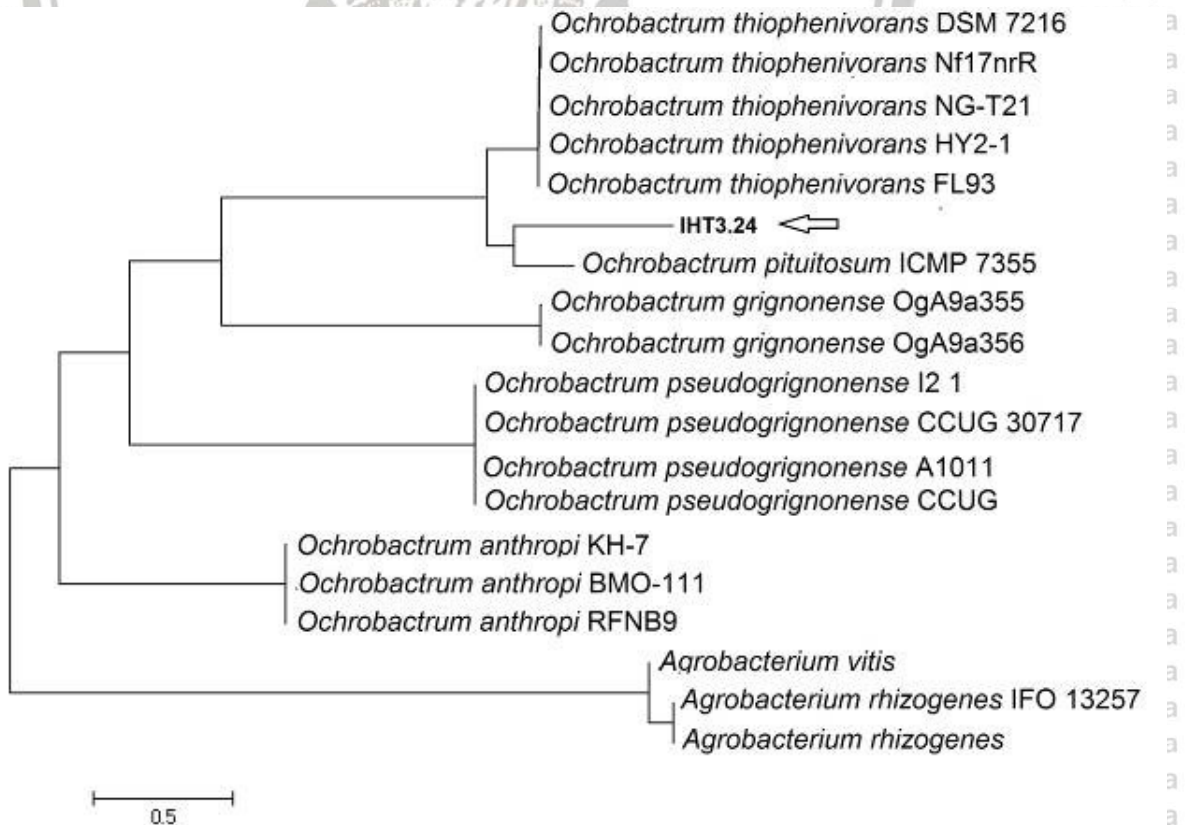 Ochrobactrum thiophenivorans DSM 7216
Ochrobactrum thiophenivorans Nf17nrR
Ochrobactrum thiophenivorans NG-T21
Ochrobactrum thiophenivorans HY2-1
Ochrobactrum thiophenivorans FL93
IHT3.24
Ochrobactrum pituitosum ICMP 7355
Ochrobactrum grignonense OgA9a355
Ochrobactrum grignonense OgA9a356
Ochrobactrum pseudogrignonense I2 1
Ochrobactrum pseudogrignonense CCUG 30717
Ochrobactrum pseudogrignonense A1011
Ochrobactrum pseudogrignonense CCUG
Ochrobactrum anthropi KH-7
Ochrobactrum anthropi BMO-111
Ochrobactrum anthropi RFNB9
Agrobacterium vitis
Agrobacterium rhizogenes IFO 13257
Agrobacterium rhizogenes
0.5